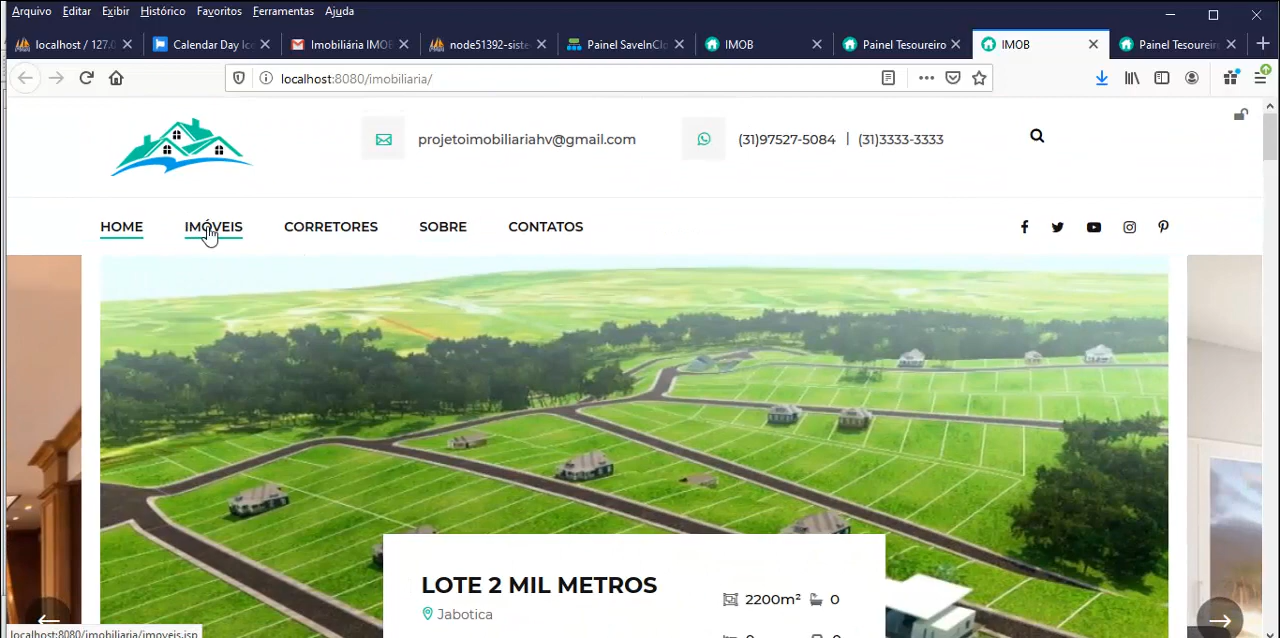 Arquivo Editar Exibir Histórico Favoritos Ferramentas Ajuda
localhost / 127.0 Calendar Day Ico Imobiliária IMOB node51392-siste Painel SaveInClo IMOB Painel Tesoureiro IMOB Painel Tesoureiro
localhost:8080/imobiliaria/
projetoimobiliariahv@gmail.com (31)97527-5084 | (31)3333-3333
HOME IMÓVEIS CORRETORES SOBRE CONTATOS
LOTE 2 MIL METROS
2200m² 0
Jabotica
localhost:8080/imobiliaria/imoveis.jsp